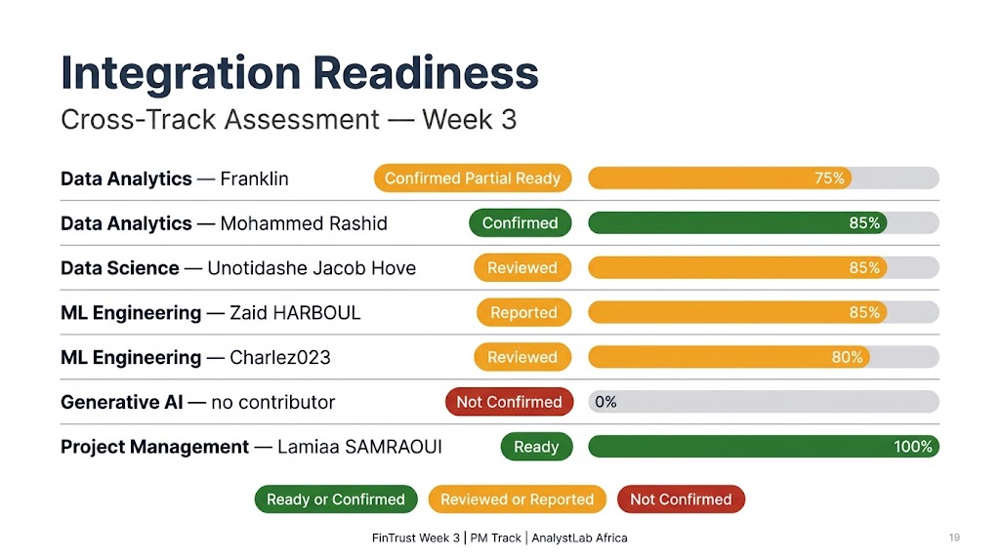 Integration Readiness
Cross-Track Assessment — Week 3
Data Analytics — Franklin Confirmed Partial Ready 75%
Data Analytics — Mohammed Rashid Confirmed 85%
Data Science — Unotidashe Jacob Hove Reviewed 85%
ML Engineering — Zaid HARBOUL Reported 85%
ML Engineering — Charlez023 Reviewed 80%
Generative AI — no contributor Not Confirmed 0%
Project Management — Lamiaa SAMRAOUI Ready 100%
Ready or Confirmed Reviewed or Reported Not Confirmed
FinTrust Week 3 | PM Track | AnalystLab Africa 19